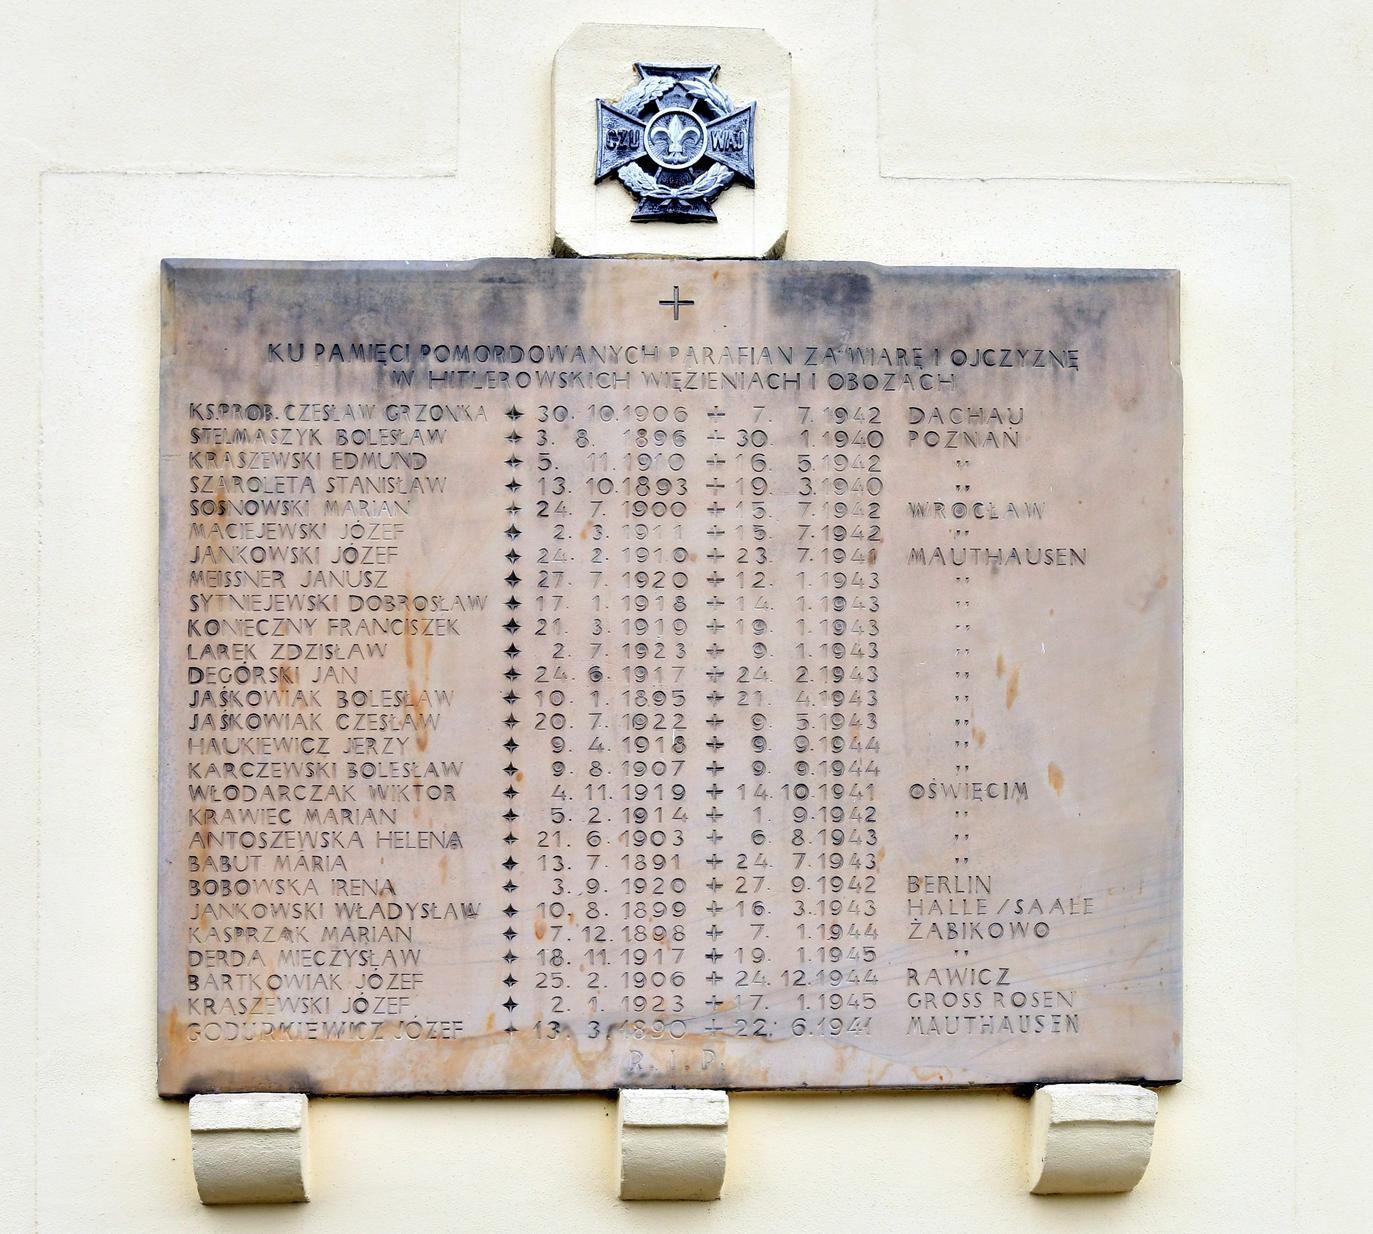 CZUWAJ
KU PAMIĘCI POMORDOWANYCH PARAFIAN ZA WIARĘ I OJCZYZNĘ
W HITLEROWSKICH WIĘZIENIACH I OBOZACH
KS.PROB. CZESŁAW GRZONKA ✦ 30. 10. 1906 + 7. 7. 1942 DACHAU
STELMASZYK BOLESŁAW ✦ 3. 8. 1896 + 30. 1. 1940 POZNAŃ
KRASZEWSKI EDMUND ✦ 5. 11. 1910 + 16. 5. 1942 ”
SZAROLETA STANISŁAW ✦ 13. 10. 1893 + 19. 3. 1940 ”
SOSNOWSKI MARIAN ✦ 24. 7. 1900 + 15. 7. 1942 WROCŁAW
MACIEJEWSKI JÓZEF ✦ 2. 3. 1911 + 15. 7. 1942 ”
JANKOWSKI JÓZEF ✦ 24. 2. 1910 + 23. 7. 1941 MAUTHAUSEN
MEISSNER JANUSZ ✦ 27. 7. 1920 + 12. 1. 1943 ”
SYTNIEJEWSKI DOBROSŁAW ✦ 17. 1. 1918 + 14. 1. 1943 ”
KONIECZNY FRANCISZEK ✦ 21. 3. 1919 + 19. 1. 1943 ”
LAREK ZDZISŁAW ✦ 2. 7. 1923 + 9. 1. 1943 ”
DEGÓRSKI JAN ✦ 24. 6. 1917 + 24. 2. 1943 ”
JAŚKOWIAK BOLESŁAW ✦ 10. 1. 1895 + 21. 4. 1943 ”
JAŚKOWIAK CZESŁAW ✦ 20. 7. 1922 + 9. 5. 1943 ”
HAUKIEWICZ JERZY ✦ 9. 4. 1918 + 9. 9. 1944 ”
KARCZEWSKI BOLESŁAW ✦ 9. 8. 1907 + 9. 9. 1944 ”
WŁODARCZAK WIKTOR ✦ 4. 11. 1919 + 14. 10. 1941 OŚWIĘCIM
KRAWIEC MARIAN ✦ 5. 2. 1914 + 1. 9. 1942 ”
ANTOSZEWSKA HELENA ✦ 21. 6. 1903 + 6. 8. 1943 ”
BABUT MARIA ✦ 13. 7. 1891 + 24. 7. 1943 ”
BOBOWSKA IRENA ✦ 3. 9. 1920 + 27. 9. 1942 BERLIN
JANKOWSKI WŁADYSŁAW ✦ 10. 8. 1899 + 16. 3. 1943 HALLE/SAALE
KASPRZAK MARIAN ✦ 7. 12. 1898 + 7. 1. 1944 ŻABIKOWO
DERDA MIECZYSŁAW ✦ 18. 11. 1917 + 19. 1. 1945 ”
BARTKOWIAK JÓZEF ✦ 25. 2. 1906 + 24. 12. 1944 RAWICZ
KRASZEWSKI JÓZEF ✦ 2. 1. 1923 + 17. 1. 1945 GROSS ROSEN
GODURKIEWICZ JÓZEF ✦ 13. 3. 1890 + 22. 6. 1941 MAUTHAUSEN
R. I. P.